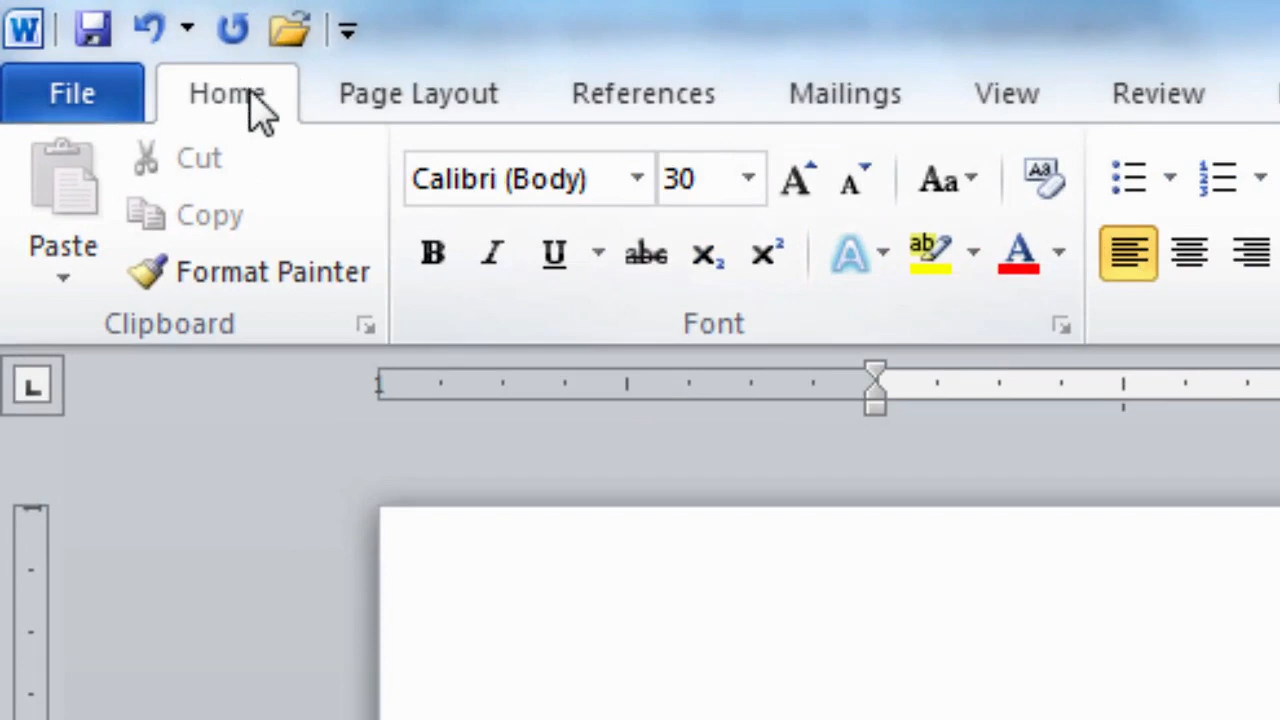 File Home Page Layout References Mailings View Review
Cut
Calibri (Body) 30 Aa
Copy
Paste
Format Painter
Clipboard Font
1